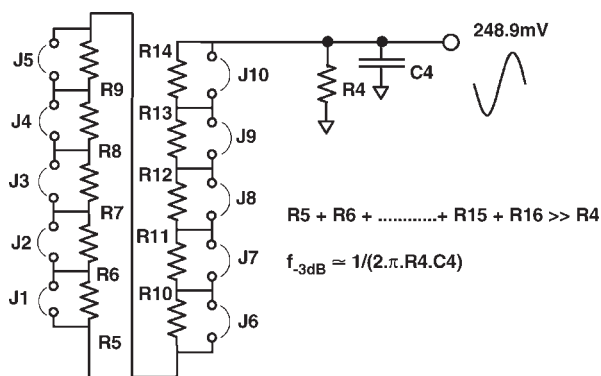 248.9mV
J5
R9
J4
R8
J3
R7
J2
R6
J1
R5
R14
J10
R13
J9
R12
J8
R11
J7
R10
J6
R4
C4
R5 + R6 + ............+ R15 + R16 >> R4
f-3dB ≃ 1/(2.π.R4.C4)